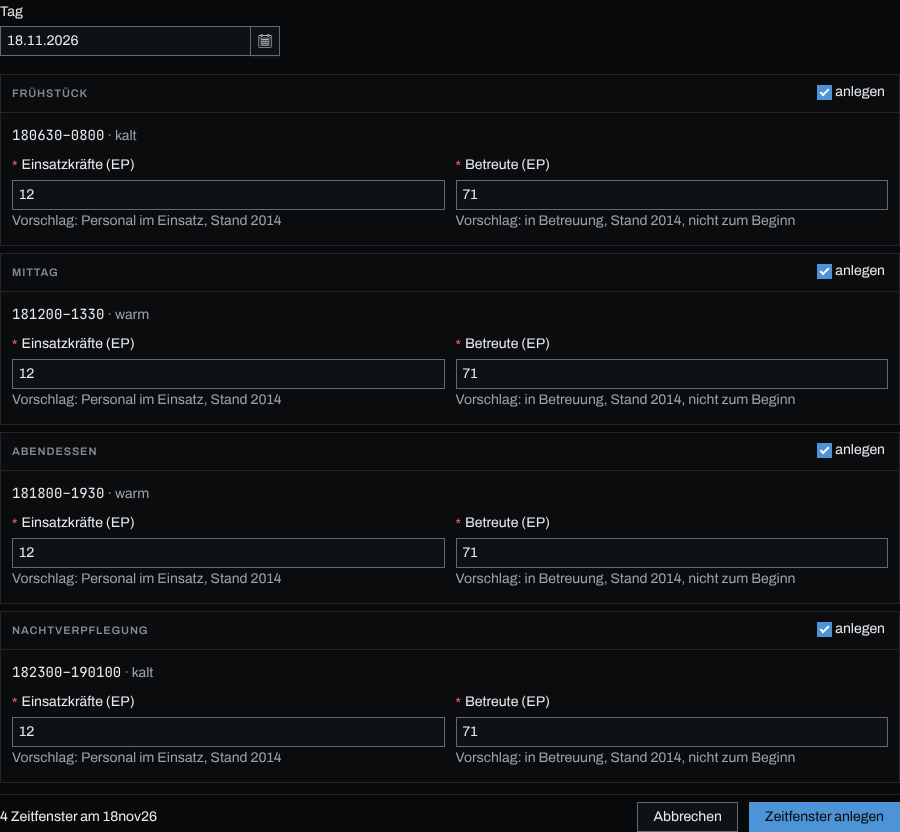 Tag
18.11.2026
FRÜHSTÜCK
anlegen
180630–0800 · kalt
* Einsatzkräfte (EP)
* Betreute (EP)
12
71
Vorschlag: Personal im Einsatz, Stand 2014
Vorschlag: in Betreuung, Stand 2014, nicht zum Beginn
MITTAG
anlegen
181200–1330 · warm
* Einsatzkräfte (EP)
* Betreute (EP)
12
71
Vorschlag: Personal im Einsatz, Stand 2014
Vorschlag: in Betreuung, Stand 2014, nicht zum Beginn
ABENDESSEN
anlegen
181800–1930 · warm
* Einsatzkräfte (EP)
* Betreute (EP)
12
71
Vorschlag: Personal im Einsatz, Stand 2014
Vorschlag: in Betreuung, Stand 2014, nicht zum Beginn
NACHTVERPFLEGUNG
anlegen
182300–190100 · kalt
* Einsatzkräfte (EP)
* Betreute (EP)
12
71
Vorschlag: Personal im Einsatz, Stand 2014
Vorschlag: in Betreuung, Stand 2014, nicht zum Beginn
4 Zeitfenster am 18nov26
Abbrechen
Zeitfenster anlegen